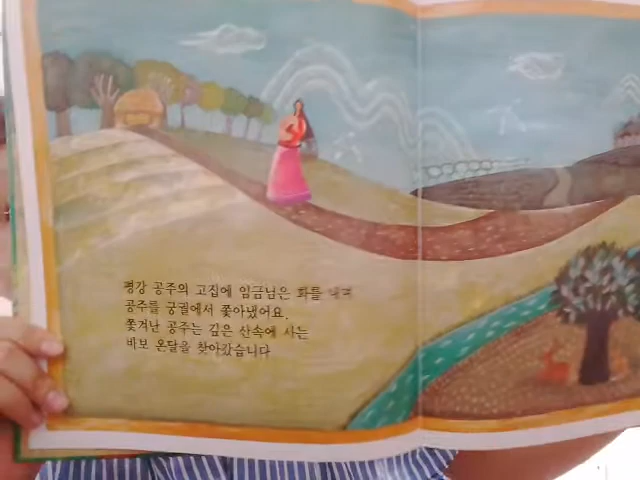 평강 공주의 고집에 임금님은 화를 내며
공주를 궁궐에서 쫓아냈어요.
쫓겨난 공주는 깊은 산속에 사는
바보 온달을 찾아갔습니다